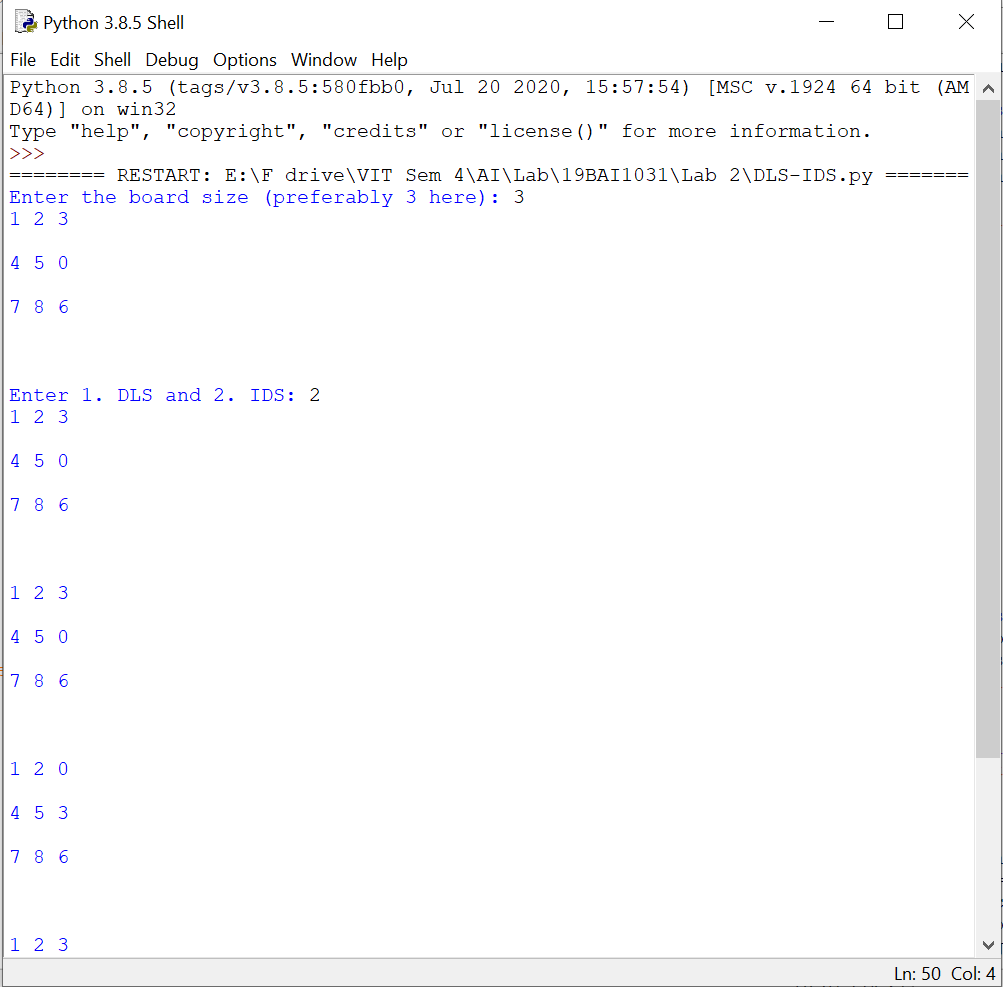 Python 3.8.5 Shell
File Edit Shell Debug Options Window Help
Python 3.8.5 (tags/v3.8.5:580fbb0, Jul 20 2020, 15:57:54) [MSC v.1924 64 bit (AM
D64)] on win32
Type "help", "copyright", "credits" or "license()" for more information.
>>>
======== RESTART: E:\F drive\VIT Sem 4\AI\Lab\19BAI1031\Lab 2\DLS-IDS.py =======
Enter the board size (preferably 3 here): 3
1 2 3
4 5 0
7 8 6
Enter 1. DLS and 2. IDS: 2
1 2 3
4 5 0
7 8 6
1 2 3
4 5 0
7 8 6
1 2 0
4 5 3
7 8 6
1 2 3
Ln: 50 Col: 4